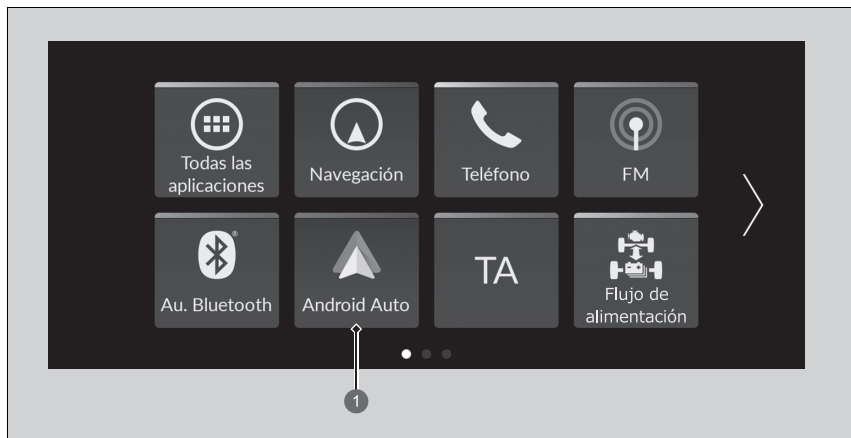 Todas las
aplicaciones
Navegación
Teléfono
FM
Au. Bluetooth®
Android Auto
TA
Flujo de
alimentación
1